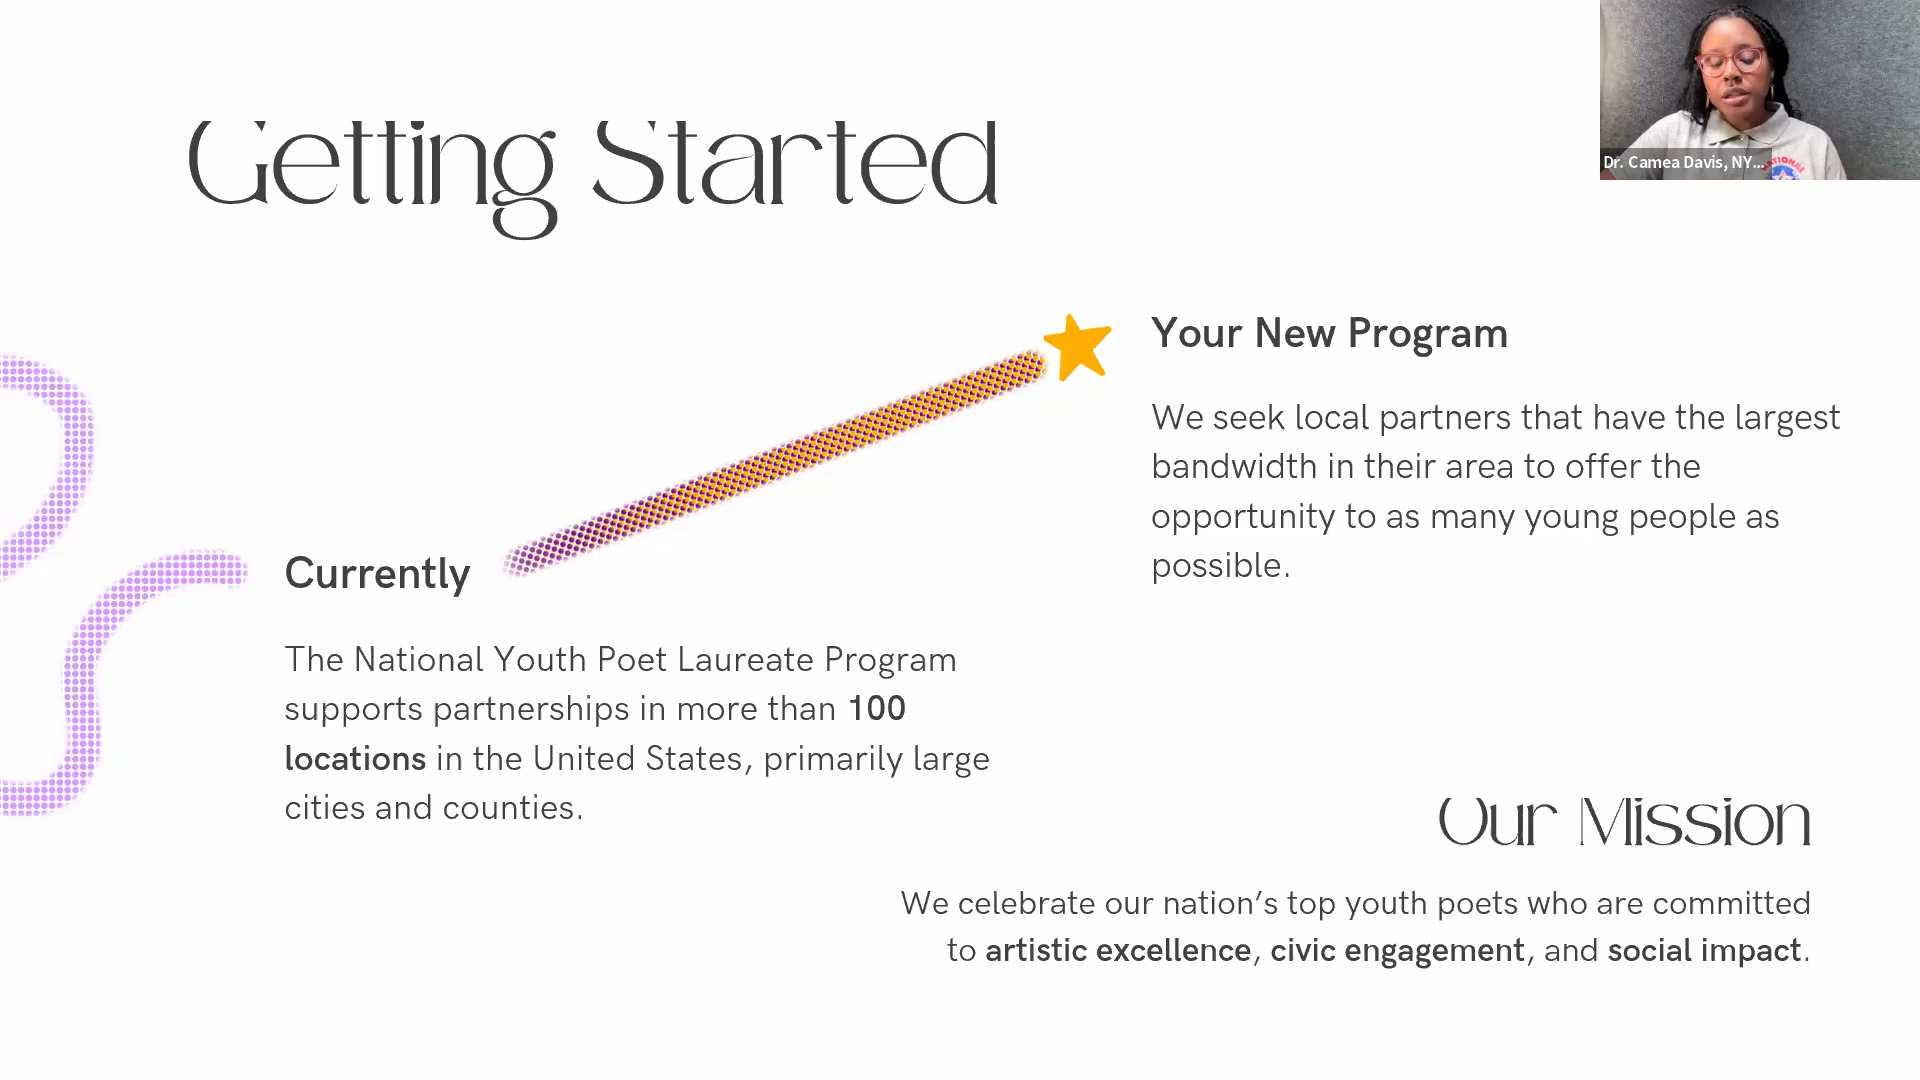 Getting Started
Dr. Camea Davis, NY...
NATIONAL
Your New Program
We seek local partners that have the largest
bandwidth in their area to offer the
opportunity to as many young people as
possible.
Currently
The National Youth Poet Laureate Program
supports partnerships in more than 100
locations in the United States, primarily large
cities and counties.
Our Mission
We celebrate our nation’s top youth poets who are committed
to artistic excellence, civic engagement, and social impact.